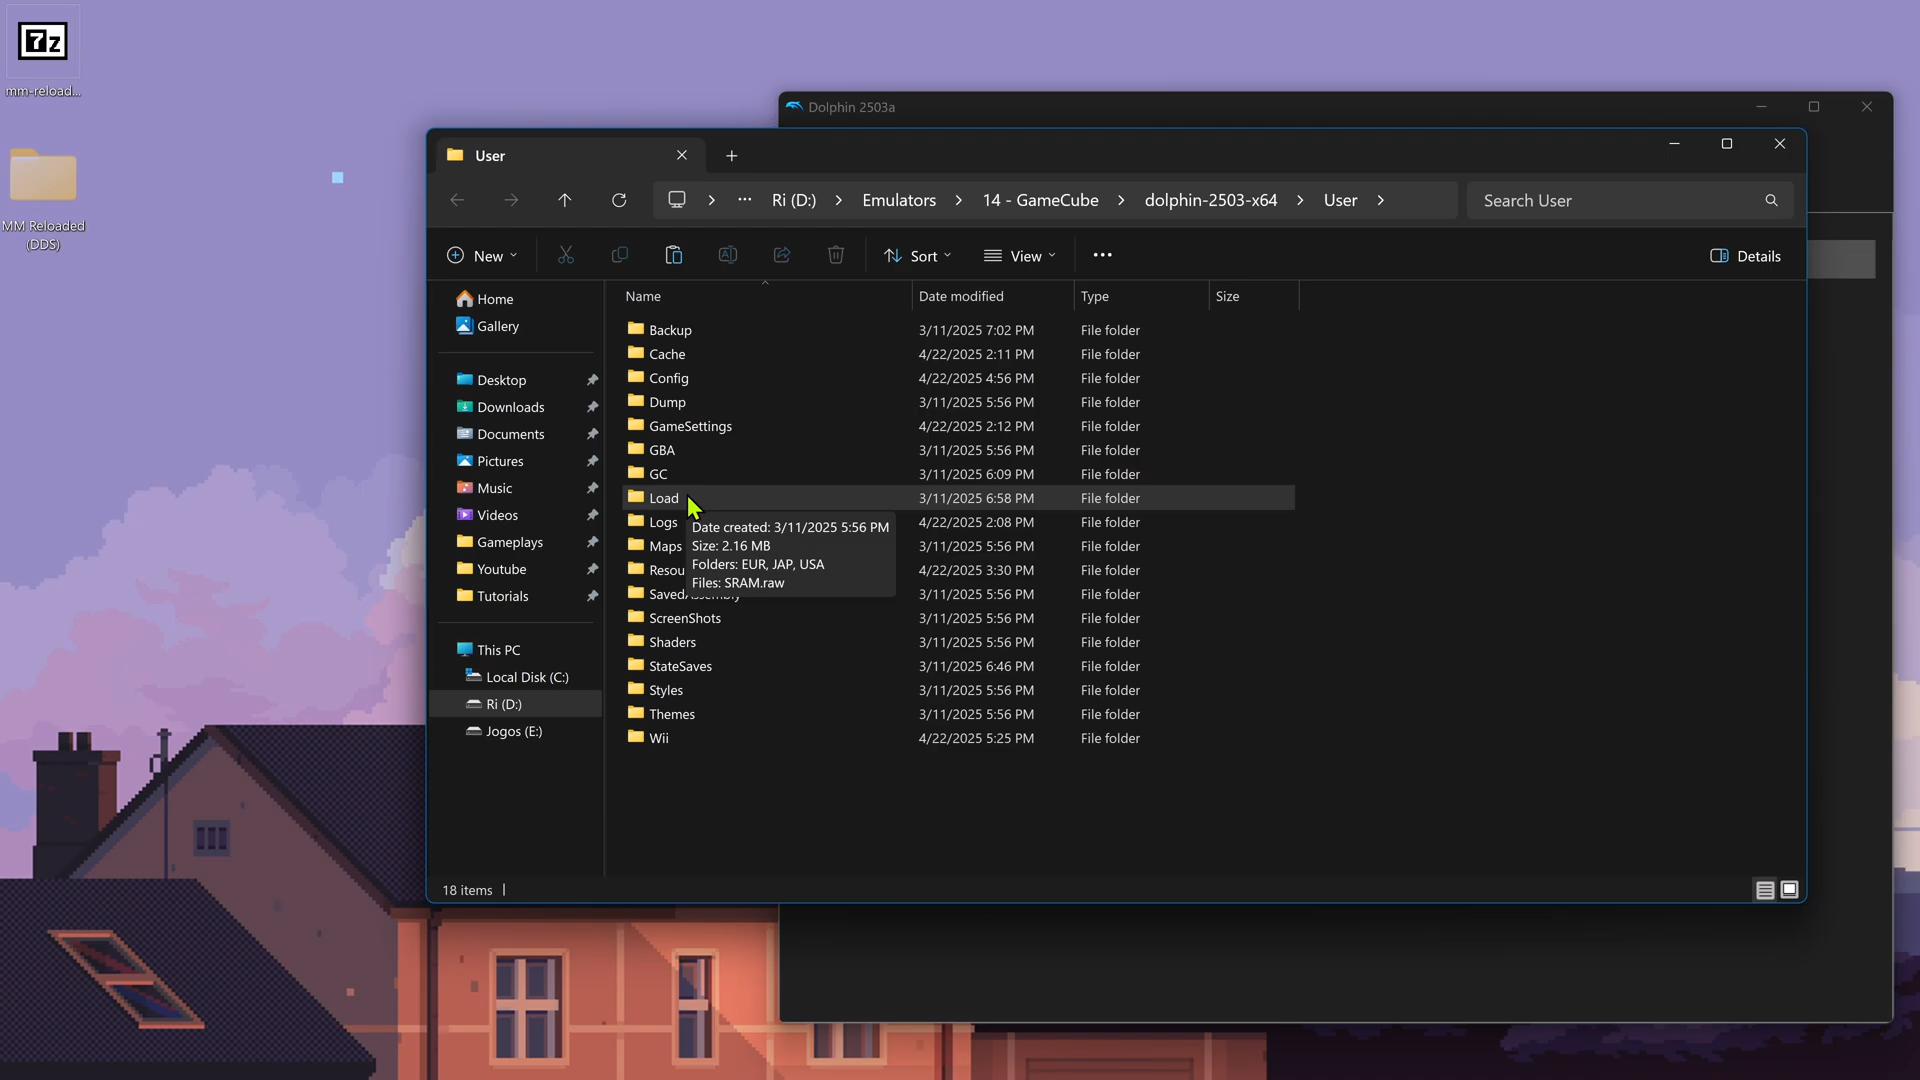 7z
mm-reload...
MM Reloaded
(DDS)
Dolphin 2503a
User
Ri (D:) > Emulators > 14 - GameCube > dolphin-2503-x64 > User >
Search User
New
Sort
View
Details
Name Date modified Type Size
Home
Gallery
Desktop
Downloads
Documents
Pictures
Music
Videos
Gameplays
Youtube
Tutorials
This PC
Local Disk (C:)
Ri (D:)
Jogos (E:)
Backup 3/11/2025 7:02 PM File folder
Cache 4/22/2025 2:11 PM File folder
Config 4/22/2025 4:56 PM File folder
Dump 3/11/2025 5:56 PM File folder
GameSettings 4/22/2025 2:12 PM File folder
GBA 3/11/2025 5:56 PM File folder
GC 3/11/2025 6:09 PM File folder
Load 3/11/2025 6:58 PM File folder
Logs 4/22/2025 2:08 PM File folder
Maps 3/11/2025 5:56 PM File folder
Resou 4/22/2025 3:30 PM File folder
3/11/2025 5:56 PM File folder
ScreenShots 3/11/2025 5:56 PM File folder
Shaders 3/11/2025 5:56 PM File folder
StateSaves 3/11/2025 6:46 PM File folder
Styles 3/11/2025 5:56 PM File folder
Themes 3/11/2025 5:56 PM File folder
Wii 4/22/2025 5:25 PM File folder
Date created: 3/11/2025 5:56 PM
Size: 2.16 MB
Folders: EUR, JAP, USA
Files: SRAM.raw
18 items